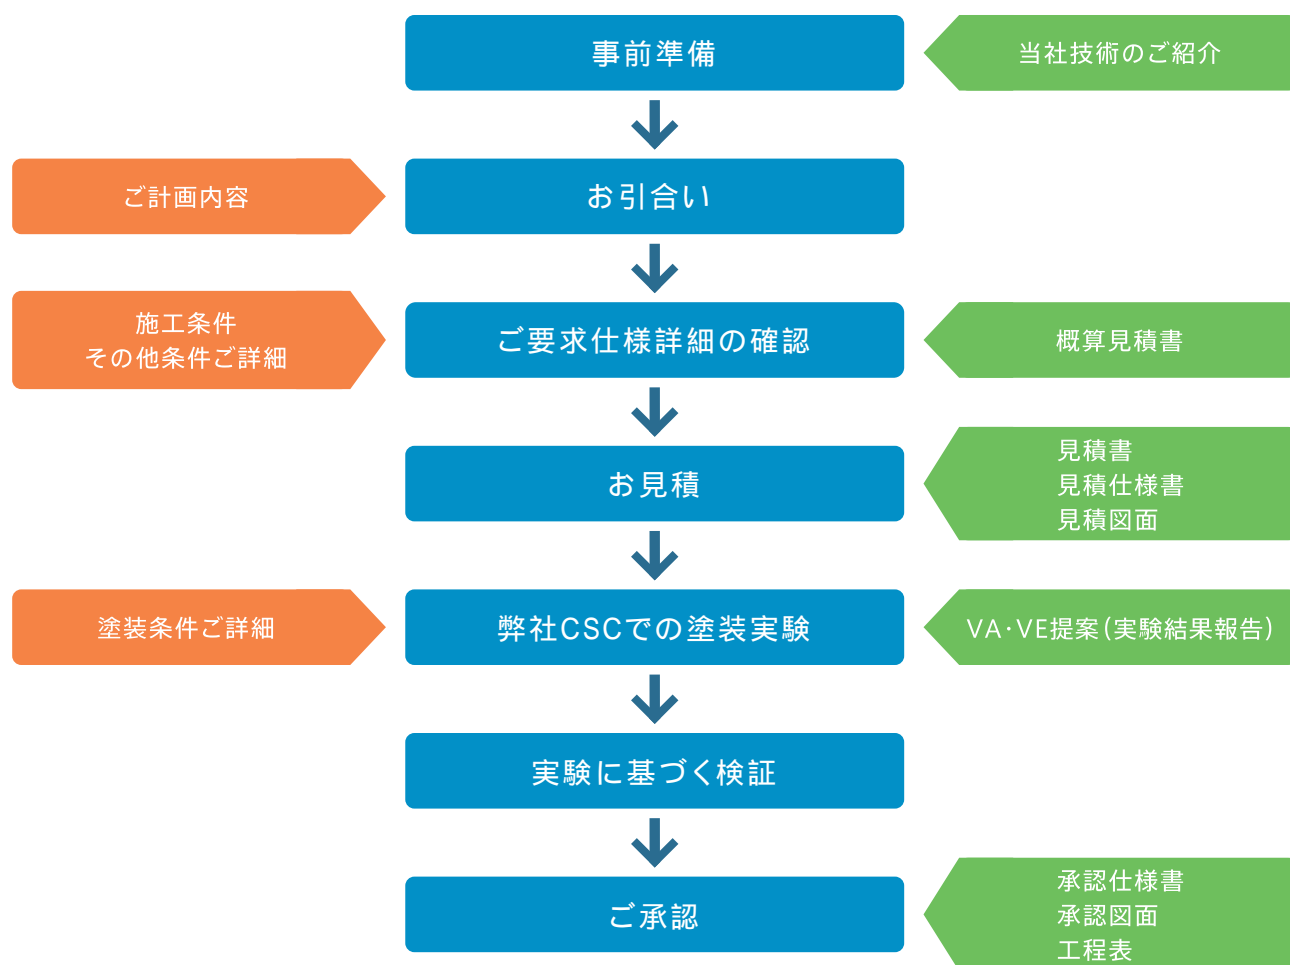 事前準備
当社技術のご紹介
ご計画内容
お引合い
施工条件
その他条件ご詳細
ご要求仕様詳細の確認
概算見積書
お見積
見積書
見積仕様書
見積図面
塗装条件ご詳細
弊社CSCでの塗装実験
VA・VE提案(実験結果報告)
実験に基づく検証
ご承認
承認仕様書
承認図面
工程表